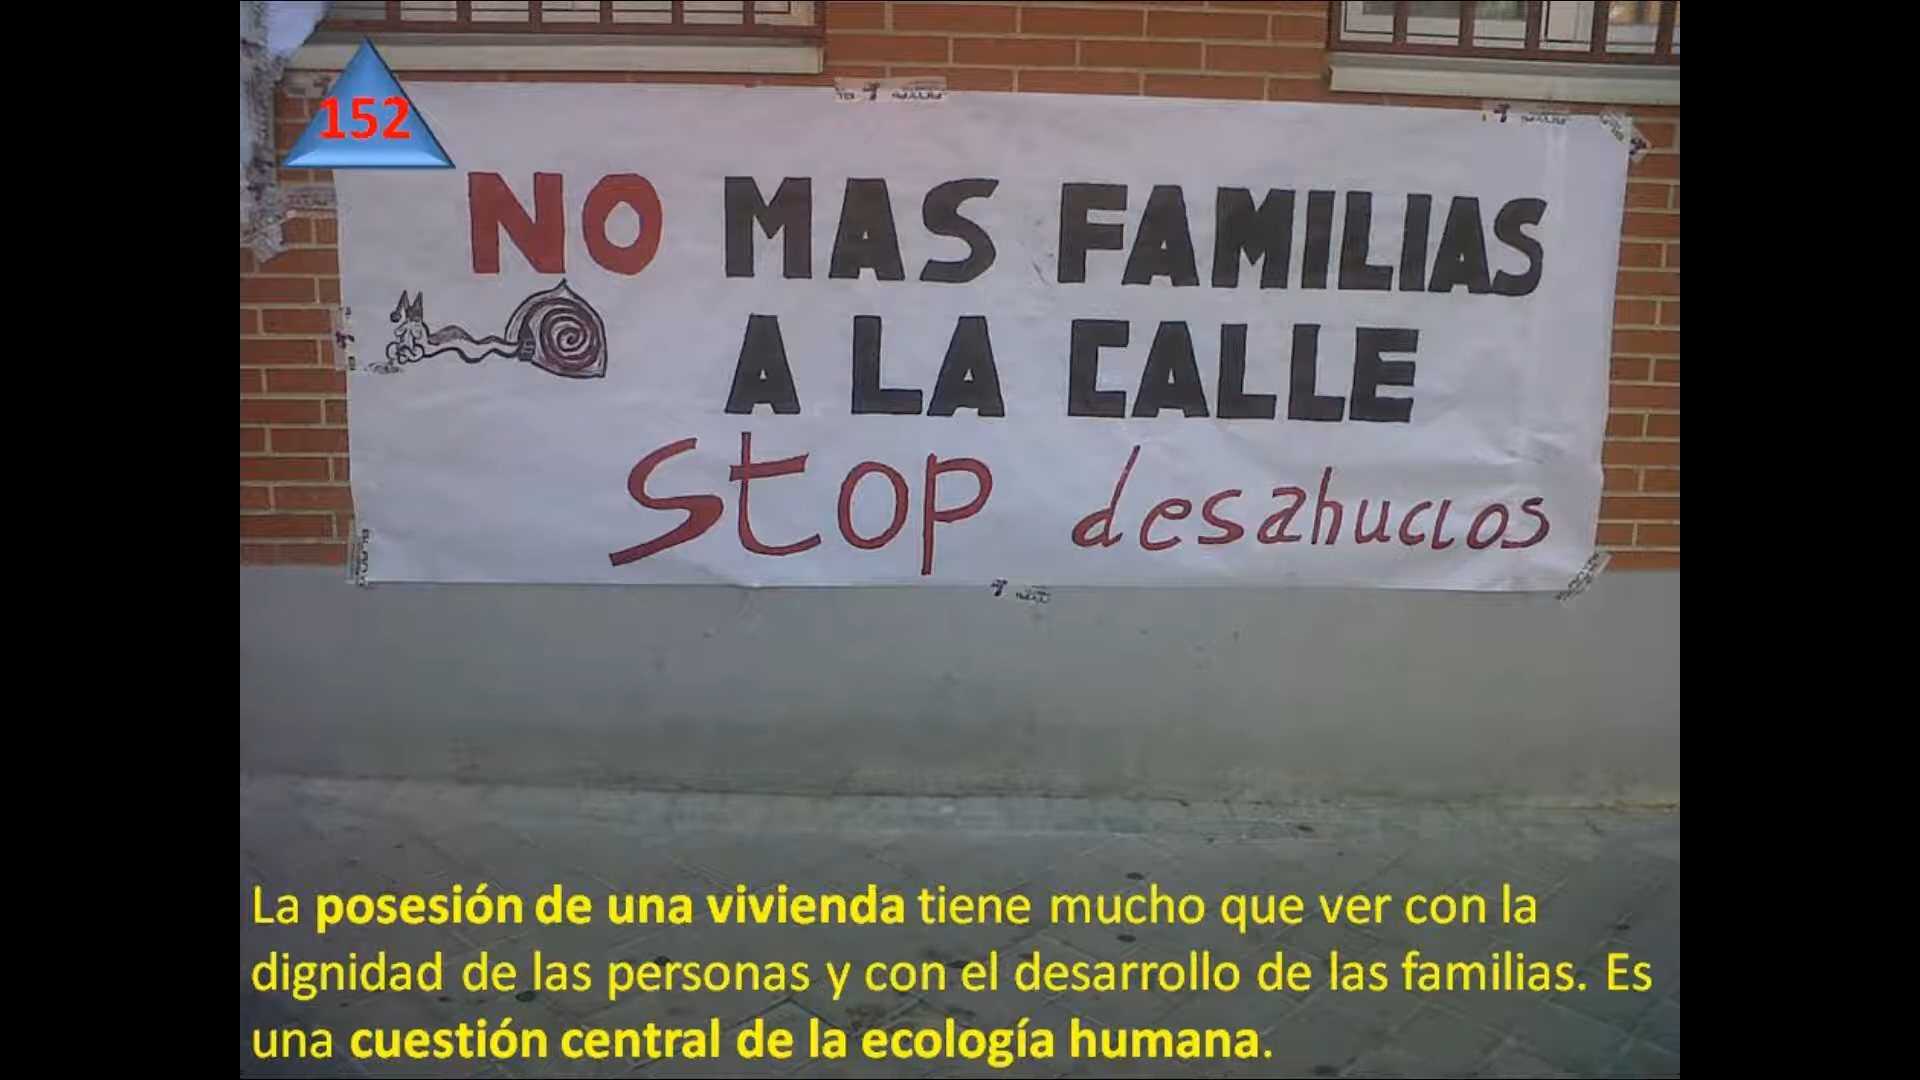 152
NO MAS FAMILIAS
A LA CALLE
Stop desahucios
La posesión de una vivienda tiene mucho que ver con la
dignidad de las personas y con el desarrollo de las familias. Es
una cuestión central de la ecología humana.